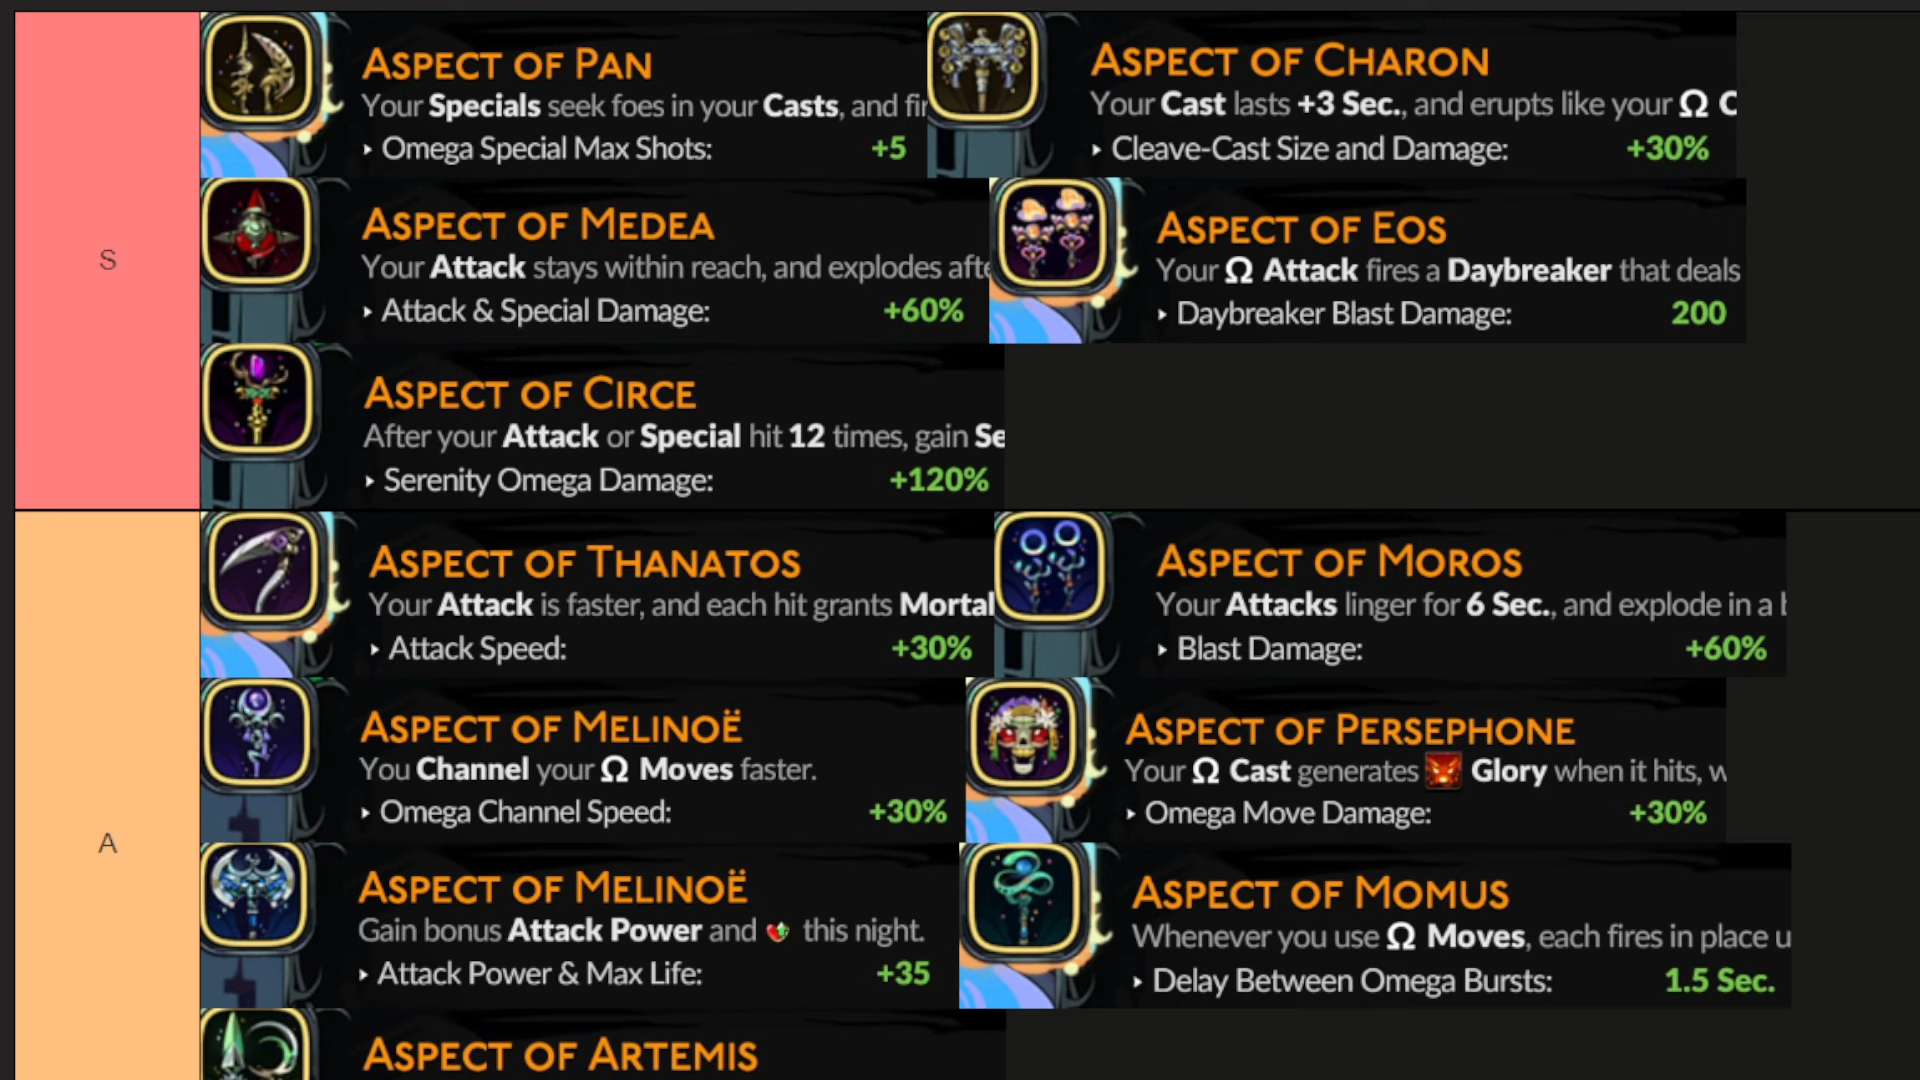 S
ASPECT OF PAN
Your Specials seek foes in your Casts, and fir
‣ Omega Special Max Shots: +5
ASPECT OF CHARON
Your Cast lasts +3 Sec., and erupts like your Ω C
‣ Cleave-Cast Size and Damage: +30%
ASPECT OF MEDEA
Your Attack stays within reach, and explodes afte
‣ Attack & Special Damage: +60%
ASPECT OF EOS
Your Ω Attack fires a Daybreaker that deals
‣ Daybreaker Blast Damage: 200
ASPECT OF CIRCE
After your Attack or Special hit 12 times, gain Se
‣ Serenity Omega Damage: +120%
A
ASPECT OF THANATOS
Your Attack is faster, and each hit grants Mortal
‣ Attack Speed: +30%
ASPECT OF MOROS
Your Attacks linger for 6 Sec., and explode in a b
‣ Blast Damage: +60%
ASPECT OF MELINOË
You Channel your Ω Moves faster.
‣ Omega Channel Speed: +30%
ASPECT OF PERSEPHONE
Your Ω Cast generates Glory when it hits, w
‣ Omega Move Damage: +30%
ASPECT OF MELINOË
Gain bonus Attack Power and this night.
‣ Attack Power & Max Life: +35
ASPECT OF MOMUS
Whenever you use Ω Moves, each fires in place u
‣ Delay Between Omega Bursts: 1.5 Sec.
ASPECT OF ARTEMIS